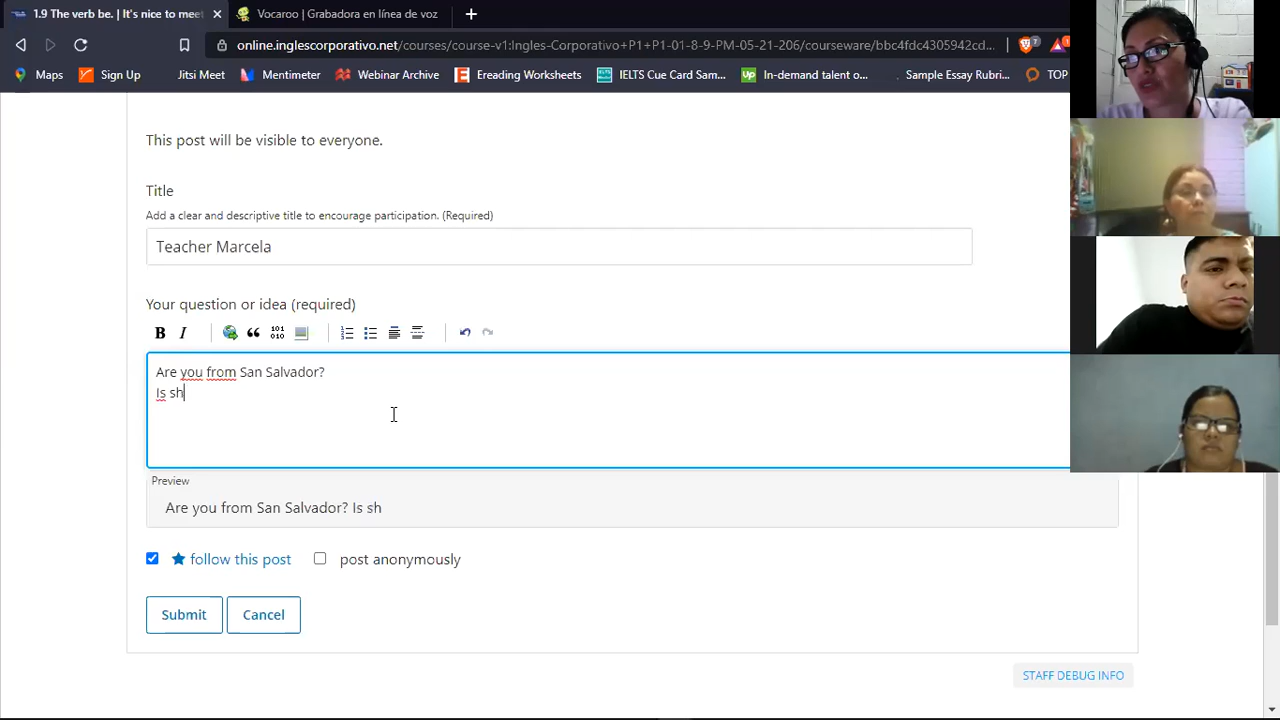 1.9 The verb be. | It's nice to meet
Vocaroo | Grabadora en línea de voz
online.inglescorporativo.net/courses/course-v1:Ingles-Corporativo+P1+P1-01-8-9-PM-05-21-206/courseware/bbc4fdc4305942cd...
7
1
Maps
Sign Up
Jitsi Meet
Mentimeter
Webinar Archi...
Ereading Worksheets
IELTS Cue Card Sam...
In-demand talent o...
Sample Essay Rubri...
TOP
This post will be visible to everyone.
Title
Add a clear and descriptive title to encourage participation. (Required)
Teacher Marcela
Your question or idea (required)
B I
Are you from San Salvador?
Is sh
Preview
Are you from San Salvador? Is sh
follow this post
post anonymously
Submit
Cancel
STAFF DEBUG INFO